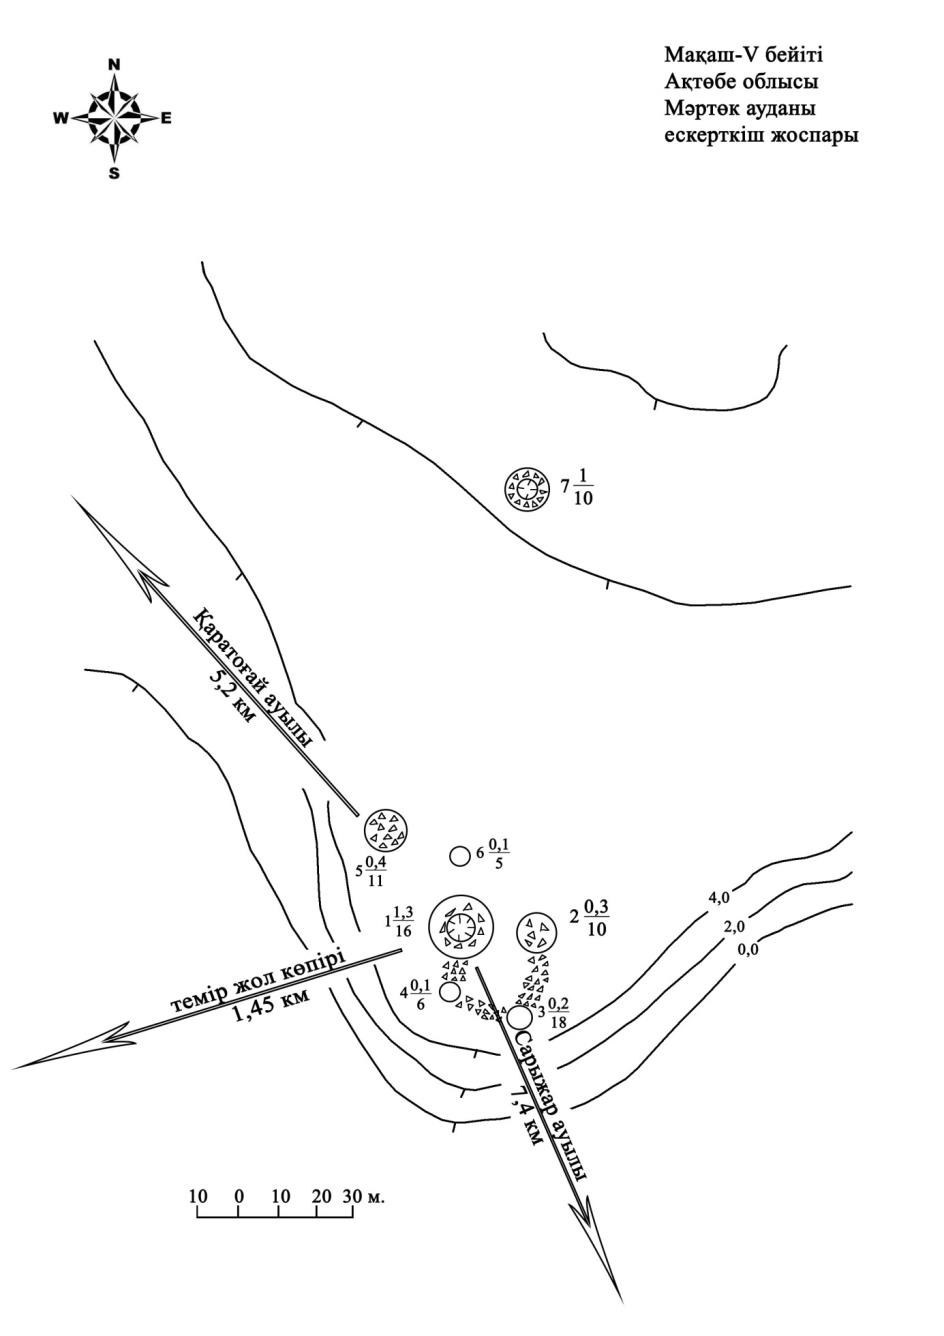 N
W E
S
Мақаш-V бейіті
Ақтөбе облысы
Мәртөк ауданы
ескерткіш жоспары
7 1/10
Қаратоғай ауылы
5,2 км
6 0,1/5
5 0,4/11
1 1,3/16
2 0,3/10
4,0
2,0
0,0
темір жол көпірі
1,45 км
4 0,1/6
3 0,2/18
Сарыжар ауылы
7,4 км
10 0 10 20 30 м.